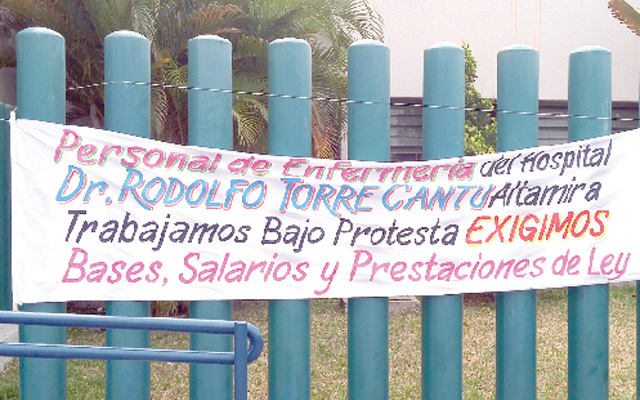 Personal de Enfermería del Hospital
Dr. RODOLFO TORRE CANTU Altamira
Trabajamos Bajo Protesta EXIGIMOS
Bases, Salarios y Prestaciones de Ley